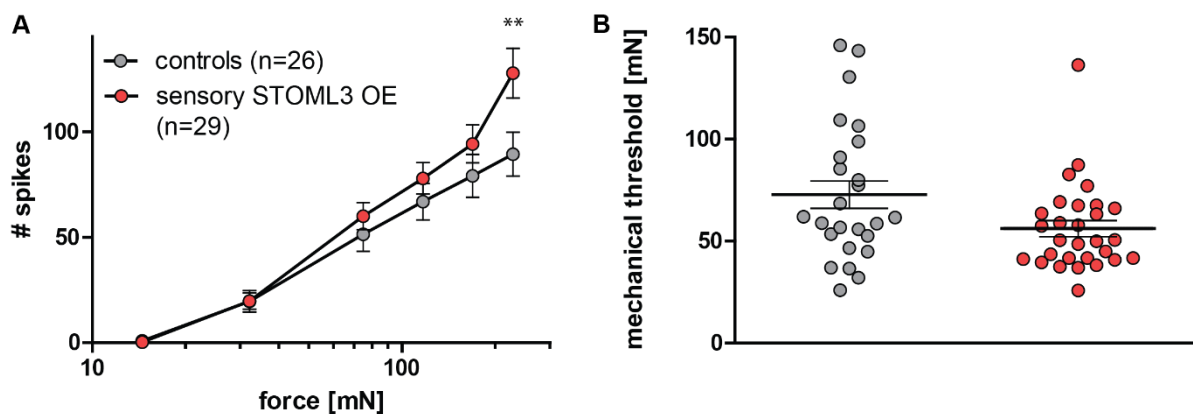 A
**
controls (n=26)
sensory STOML3 OE
(n=29)
# spikes
100
50
0
10
100
force [mN]
B
mechanical threshold [mN]
150
100
50
0